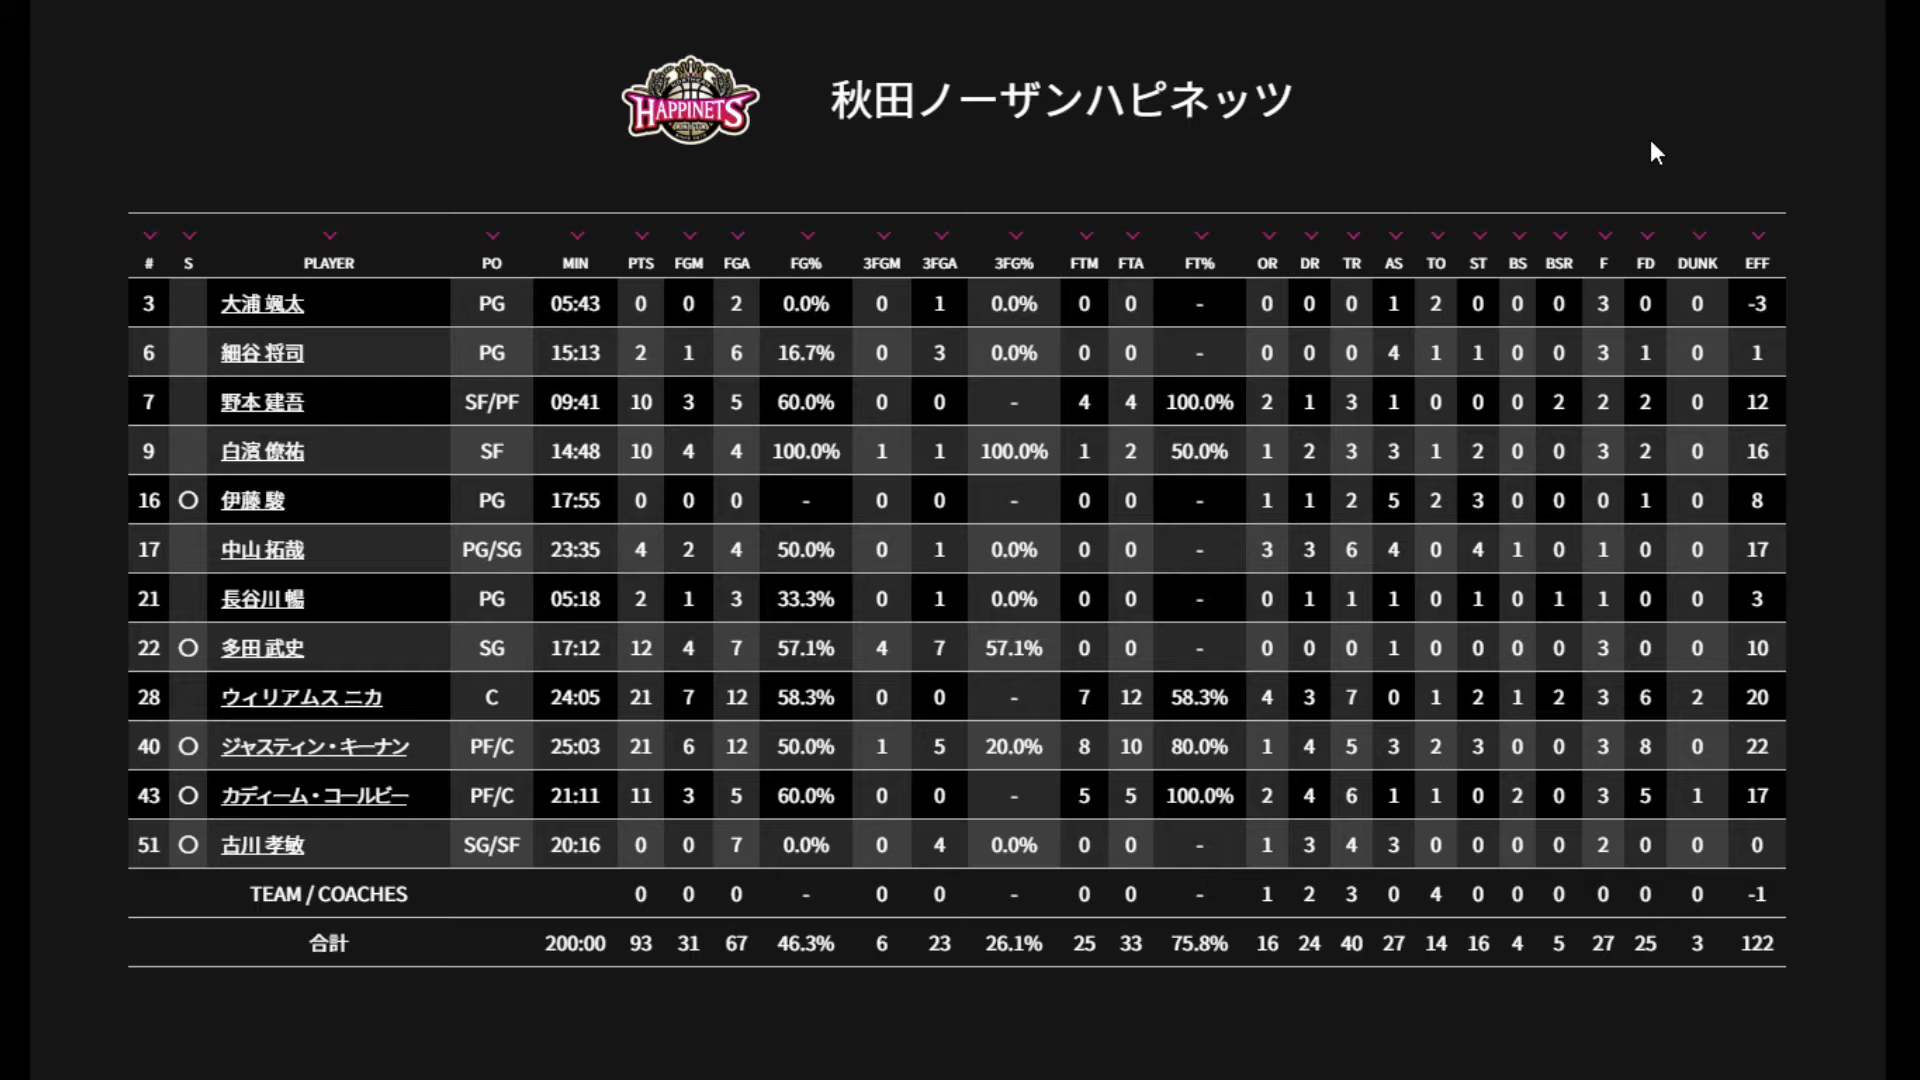 HAPPINETS
秋田ノーザンハピネッツ
# S PLAYER PO MIN PTS FGM FGA FG% 3FGM 3FGA 3FG% FTM FTA FT% OR DR TR AS TO ST BS BSR F FD DUNK EFF
3 大浦 颯太 PG 05:43 0 0 2 0.0% 0 1 0.0% 0 0 - 0 0 0 1 2 0 0 0 3 0 0 -3
6 細谷 将司 PG 15:13 2 1 6 16.7% 0 3 0.0% 0 0 - 0 0 0 4 1 1 0 0 3 1 0 1
7 野本 建吾 SF/PF 09:41 10 3 5 60.0% 0 0 - 4 4 100.0% 2 1 3 1 0 0 0 2 2 2 0 12
9 白濱 僚祐 SF 14:48 10 4 4 100.0% 1 1 100.0% 1 2 50.0% 1 2 3 3 1 2 0 0 3 2 0 16
16 ○ 伊藤 駿 PG 17:55 0 0 0 - 0 0 - 0 0 - 1 1 2 5 2 3 0 0 0 1 0 8
17 中山 拓哉 PG/SG 23:35 4 2 4 50.0% 0 1 0.0% 0 0 - 3 3 6 4 0 4 1 0 1 0 0 17
21 長谷川 暢 PG 05:18 2 1 3 33.3% 0 1 0.0% 0 0 - 0 1 1 1 0 1 0 1 1 0 0 3
22 ○ 多田 武史 SG 17:12 12 4 7 57.1% 4 7 57.1% 0 0 - 0 0 0 1 0 0 0 0 3 0 0 10
28 ウィリアムス ニカ C 24:05 21 7 12 58.3% 0 0 - 7 12 58.3% 4 3 7 0 1 2 1 2 3 6 2 20
40 ○ ジャスティン・キーナン PF/C 25:03 21 6 12 50.0% 1 5 20.0% 8 10 80.0% 1 4 5 3 2 3 0 0 3 8 0 22
43 ○ カディーム・コールビー PF/C 21:11 11 3 5 60.0% 0 0 - 5 5 100.0% 2 4 6 1 1 0 2 0 3 5 1 17
51 ○ 古川 孝敏 SG/SF 20:16 0 0 7 0.0% 0 4 0.0% 0 0 - 1 3 4 3 0 0 0 0 2 0 0 0
TEAM / COACHES 0 0 0 - 0 0 - 0 0 - 1 2 3 0 4 0 0 0 0 0 0 -1
合計 200:00 93 31 67 46.3% 6 23 26.1% 25 33 75.8% 16 24 40 27 14 16 4 5 27 25 3 122